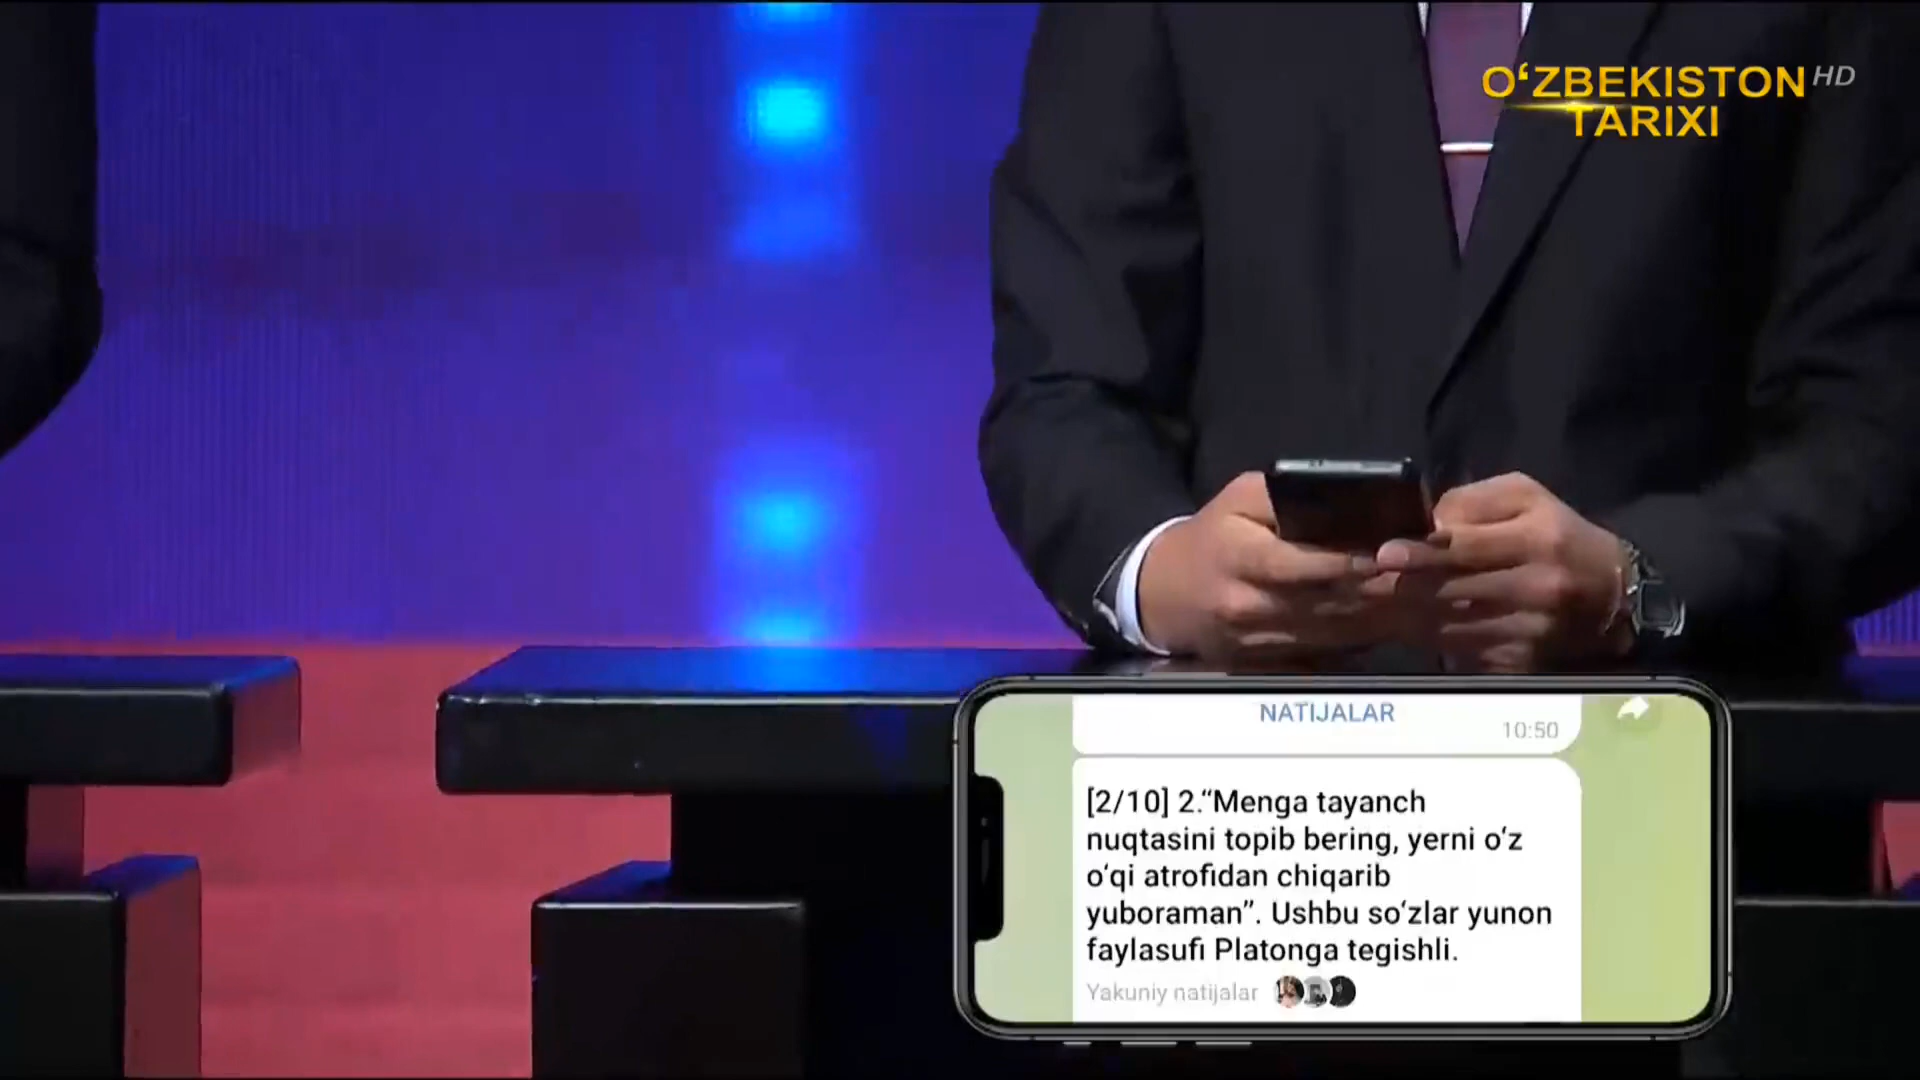 O‘ZBEKISTON HD
TARIXI
NATIJALAR
10:50
[2/10] 2.“Menga tayanch
nuqtasini topib bering, yerni o‘z
o‘qi atrofidan chiqarib
yuboraman”. Ushbu so‘zlar yunon
faylasufi Platonga tegishli.
Yakuniy natijalar